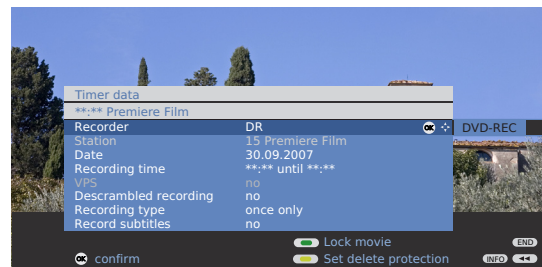 Timer data
**:** Premiere Film
Recorder DR OK DVD-REC
Station 15 Premiere Film
Date 30.09.2007
Recording time **:** until **:**
VPS no
Descrambled recording no
Recording type once only
Record subtitles no
Lock movie END
OK confirm Set delete protection INFO